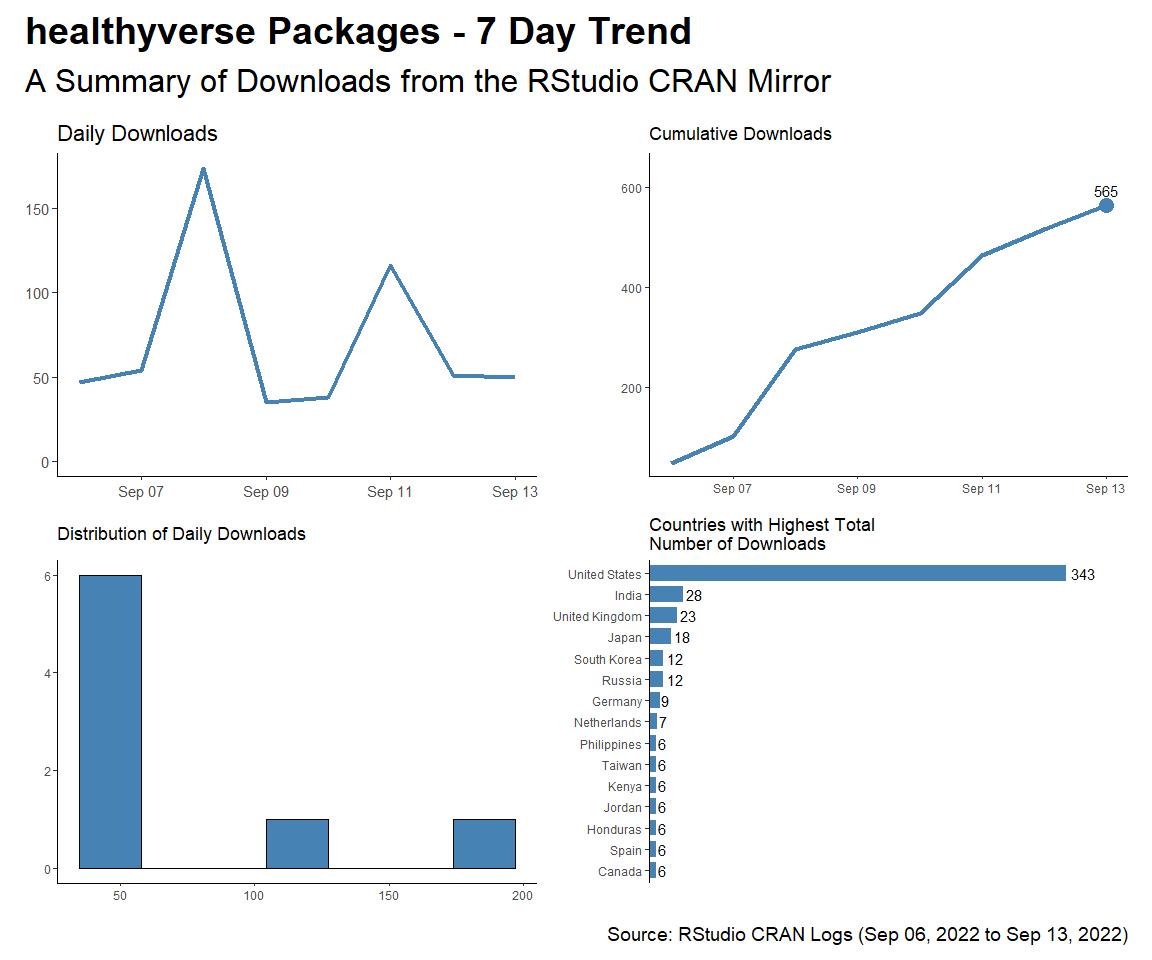 healthyverse Packages - 7 Day Trend
A Summary of Downloads from the RStudio CRAN Mirror
Daily Downloads
150
100
50
0
Sep 07 Sep 09 Sep 11 Sep 13
Cumulative Downloads
600
400
200
565
Sep 07 Sep 09 Sep 11 Sep 13
Distribution of Daily Downloads
6
4
2
0
50 100 150 200
Countries with Highest Total
Number of Downloads
United States 343
India 28
United Kingdom 23
Japan 18
South Korea 12
Russia 12
Germany 9
Netherlands 7
Philippines 6
Taiwan 6
Kenya 6
Jordan 6
Honduras 6
Spain 6
Canada 6
Source: RStudio CRAN Logs (Sep 06, 2022 to Sep 13, 2022)